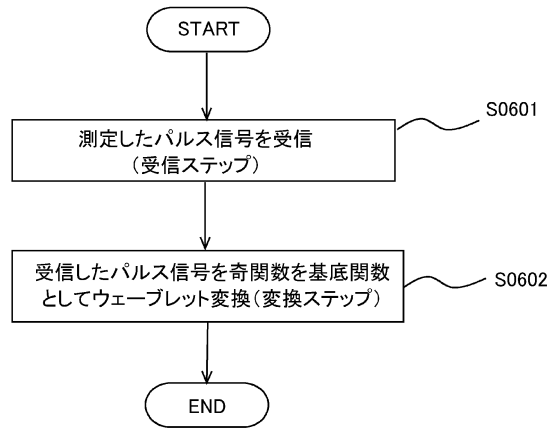 START
S0601
測定したパルス信号を受信
(受信ステップ)
受信したパルス信号を奇関数を基底関数
としてウェーブレット変換(変換ステップ)
S0602
END